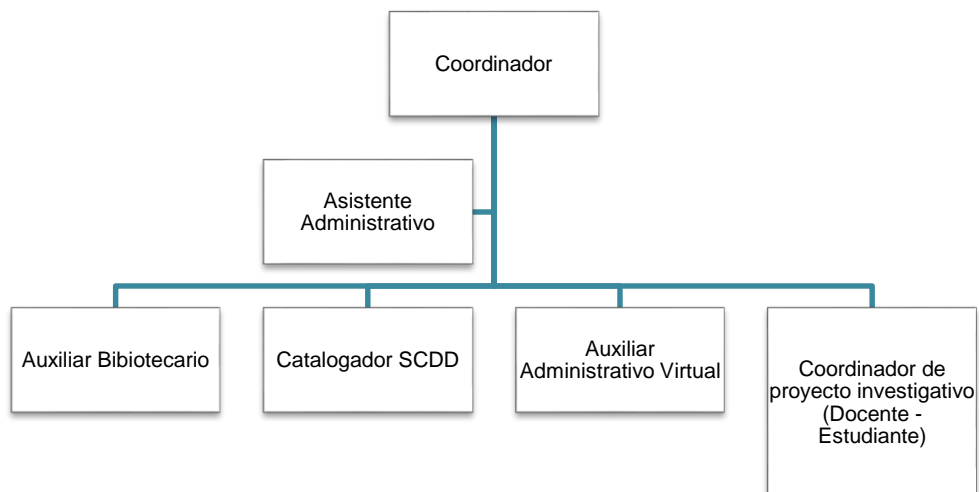 Coordinador
Asistente
Administrativo
Auxiliar Bibiotecario
Catalogador SCDD
Auxiliar
Administrativo Virtual
Coordinador de
proyecto investigativo
(Docente -
Estudiante)